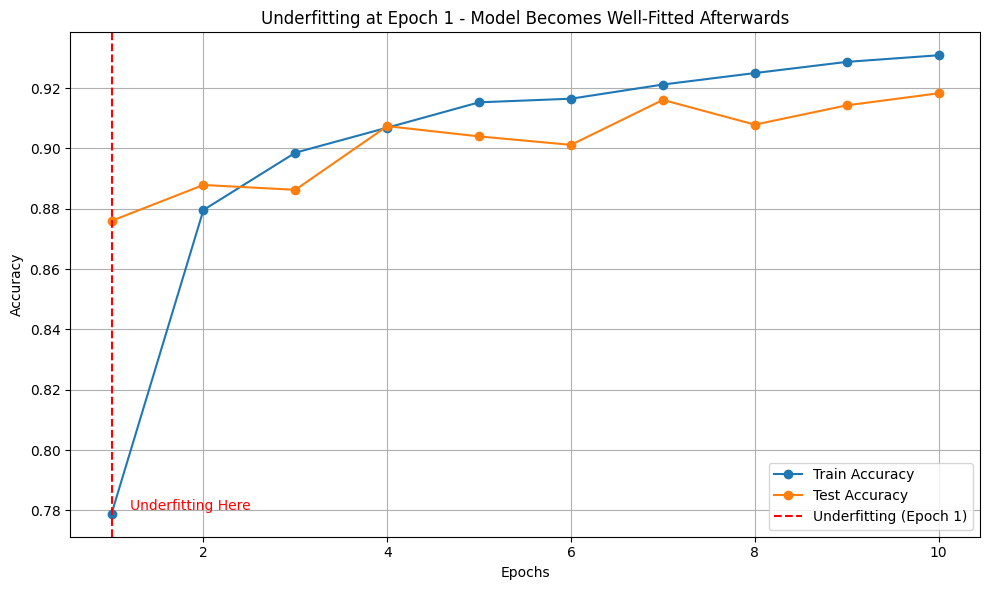 Underfitting at Epoch 1 - Model Becomes Well-Fitted Afterwards
Accuracy
0.92
0.90
0.88
0.86
0.84
0.82
0.80
0.78
Underfitting Here
Train Accuracy
Test Accuracy
Underfitting (Epoch 1)
2 4 6 8 10
Epochs